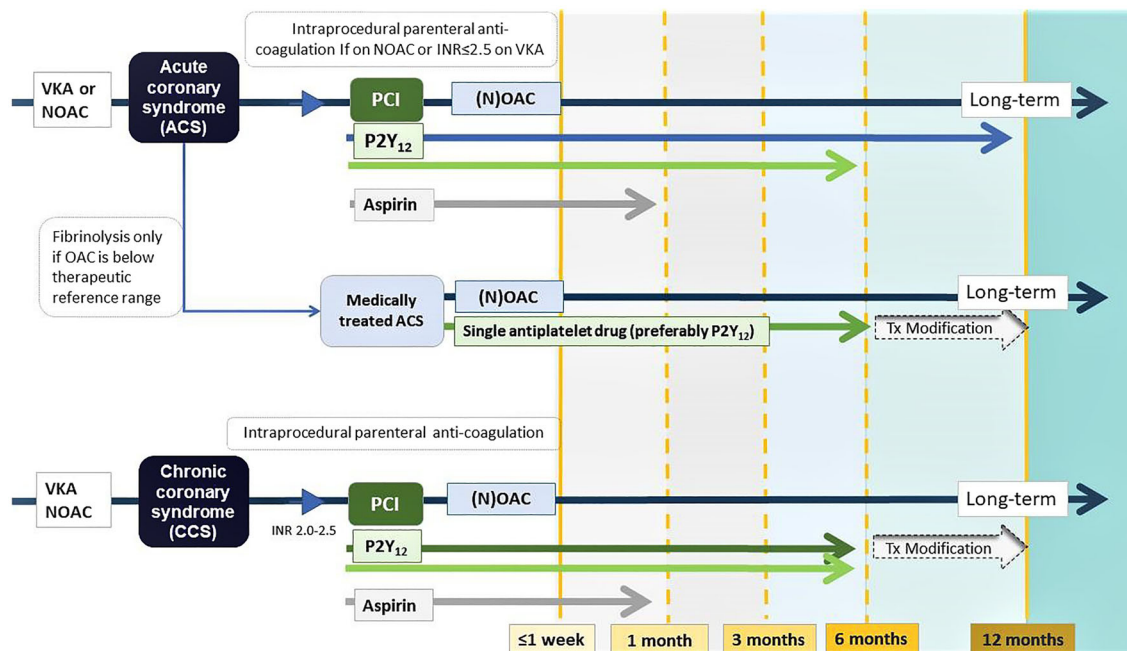 Intraprocedural parenteral anti-
coagulation If on NOAC or INR≤2.5 on VKA
VKA or
NOAC
Acute
coronary
syndrome
(ACS)
PCI
(N)OAC
Long-term
P2Y₁₂
Aspirin
Fibrinolysis only
if OAC is below
therapeutic
reference range
Medically
treated ACS
(N)OAC
Long-term
Single antiplatelet drug (preferably P2Y₁₂)
Tx Modification
Intraprocedural parenteral anti-coagulation
VKA
NOAC
Chronic
coronary
syndrome
(CCS)
INR 2.0-2.5
PCI
(N)OAC
Long-term
P2Y₁₂
Tx Modification
Aspirin
≤1 week
1 month
3 months
6 months
12 months